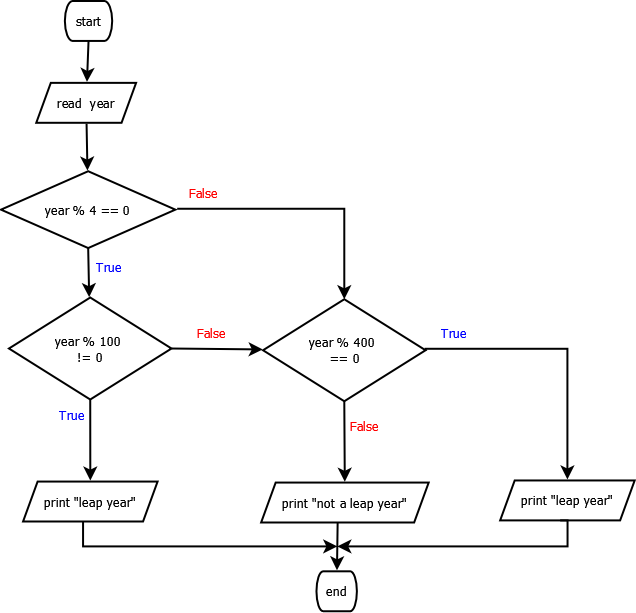 start
read year
year % 4 == 0
False
True
year % 100
!= 0
False
year % 400
== 0
True
True
False
print "leap year"
print "not a leap year"
print "leap year"
end